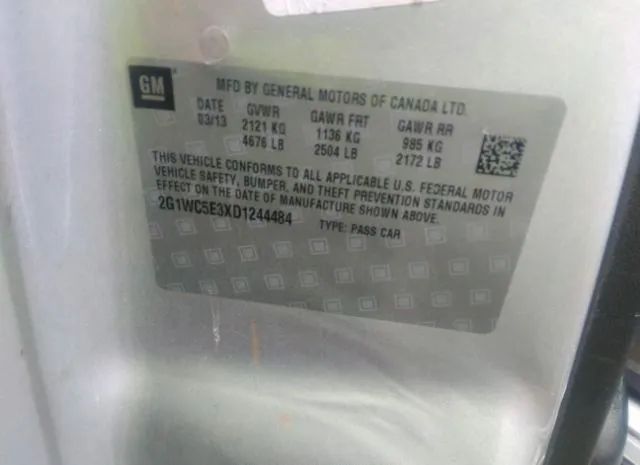 GM
MFD BY GENERAL MOTORS OF CANADA LTD.
DATE GVWR GAWR FRT GAWR RR
03/13 2121 KG 1136 KG 985 KG
4676 LB 2504 LB 2172 LB
THIS VEHICLE CONFORMS TO ALL APPLICABLE U.S. FEDERAL MOTOR
VEHICLE SAFETY, BUMPER, AND THEFT PREVENTION STANDARDS IN
EFFECT ON THE DATE OF MANUFACTURE SHOWN ABOVE.
2G1WC5E3XD1244484 TYPE: PASS CAR